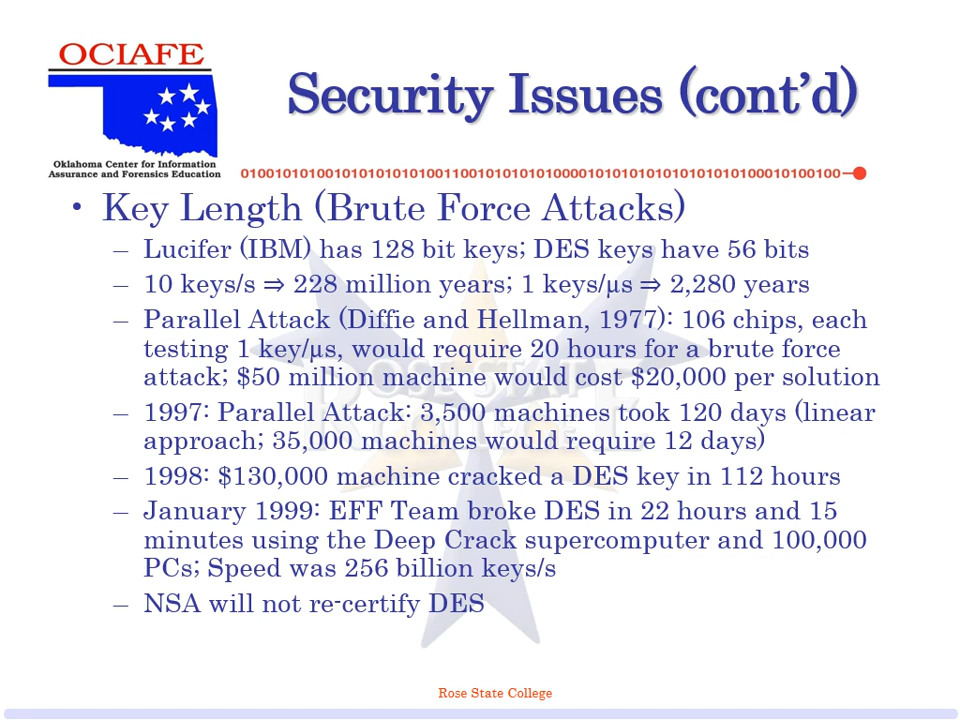 OCIAFE
Oklahoma Center for Information
Assurance and Forensics Education
Security Issues (cont’d)
01001010100101010101010011001010101010000101010101010101010100010100100
• Key Length (Brute Force Attacks)
– Lucifer (IBM) has 128 bit keys; DES keys have 56 bits
– 10 keys/s ⇒ 228 million years; 1 keys/µs ⇒ 2,280 years
– Parallel Attack (Diffie and Hellman, 1977): 106 chips, each
testing 1 key/µs, would require 20 hours for a brute force
attack; $50 million machine would cost $20,000 per solution
– 1997: Parallel Attack: 3,500 machines took 120 days (linear
approach; 35,000 machines would require 12 days)
– 1998: $130,000 machine cracked a DES key in 112 hours
– January 1999: EFF Team broke DES in 22 hours and 15
minutes using the Deep Crack supercomputer and 100,000
PCs; Speed was 256 billion keys/s
– NSA will not re-certify DES
Rose State College